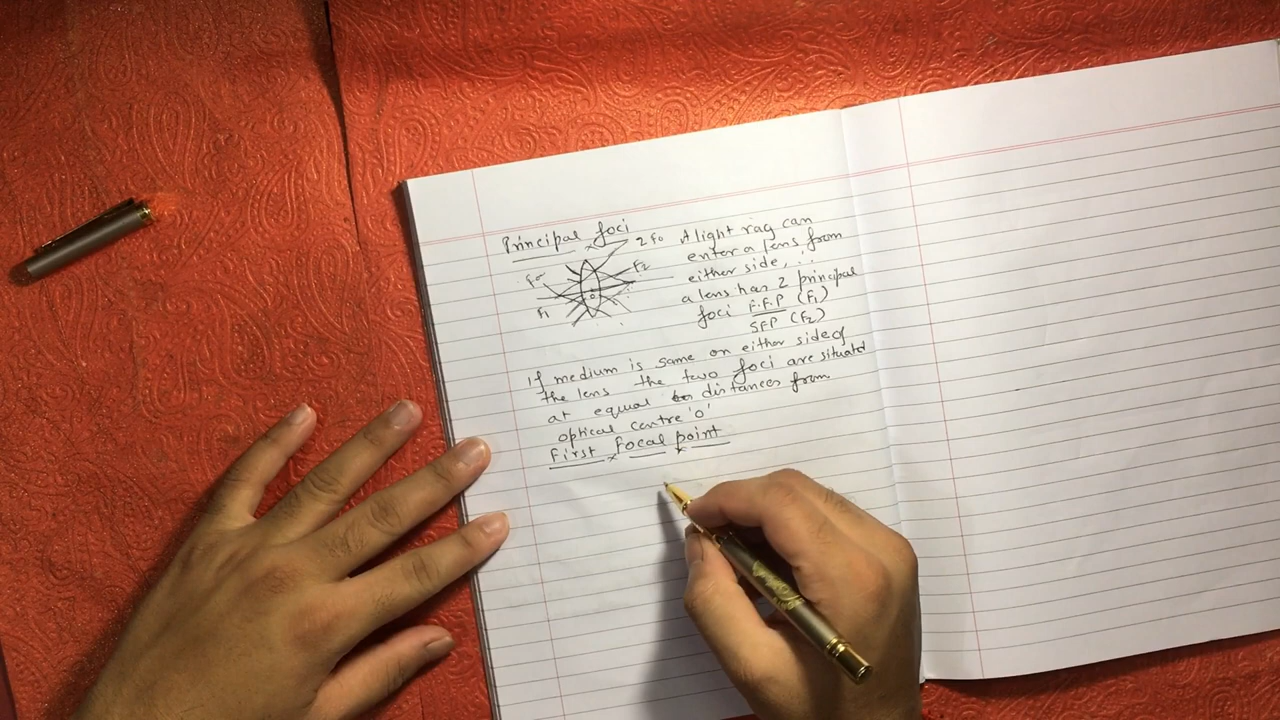 Principal foci
2 F0
F2
F1
A light ray can
enter a lens from
either side, ∴
a lens has 2 principal
foci F.F.P (F1)
SFP (F2)
If medium is same on either side of
the lens the two foci are situated
at equal distances from
optical centre 'O'
First focal point